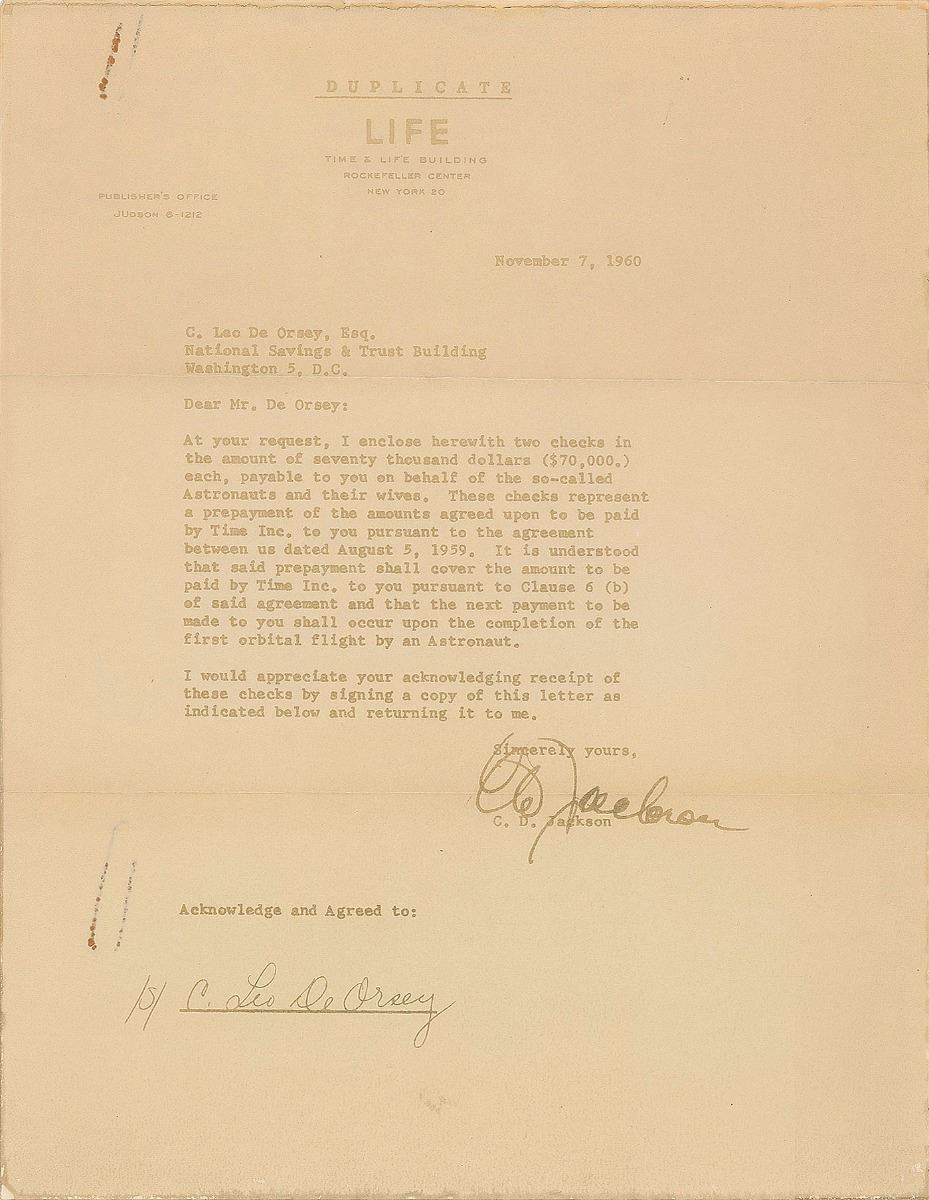 DUPLICATE
LIFE
TIME & LIFE BUILDING
ROCKEFELLER CENTER
NEW YORK 20
PUBLISHER'S OFFICE
JUDSON 6-1212
November 7, 1960
C. Leo De Orsey, Esq.
National Savings & Trust Building
Washington 5, D.C.
Dear Mr. De Orsey:
At your request, I enclose herewith two checks in
the amount of seventy thousand dollars ($70,000.)
each, payable to you on behalf of the so-called
Astronauts and their wives. These checks represent
a prepayment of the amounts agreed upon to be paid
by Time Inc. to you pursuant to the agreement
between us dated August 5, 1959. It is understood
that said prepayment shall cover the amount to be
paid by Time Inc. to you pursuant to Clause 6 (b)
of said agreement and that the next payment to be
made to you shall occur upon the completion of the
first orbital flight by an Astronaut.
I would appreciate your acknowledging receipt of
these checks by signing a copy of this letter as
indicated below and returning it to me.
Sincerely yours,
CD Jackson
C. D. Jackson
Acknowledge and Agreed to:
/S/ C. Leo De Orsey